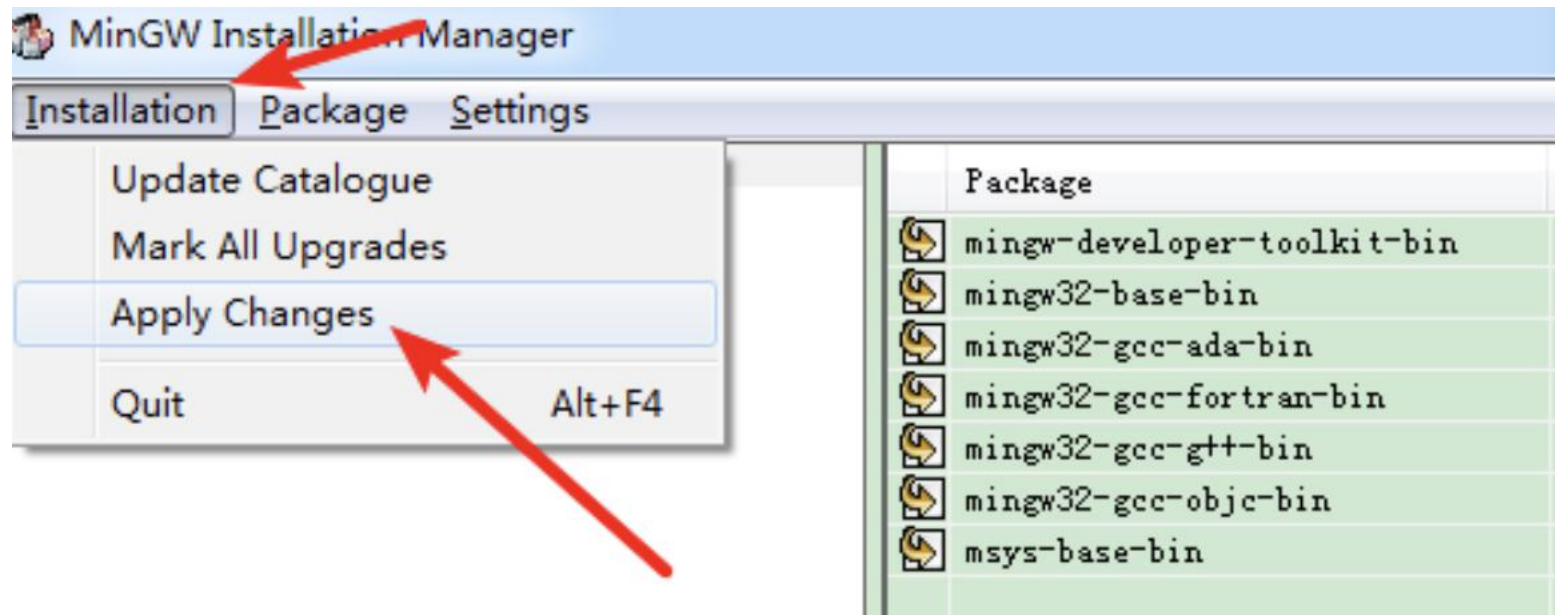 MinGW Installation Manager
Installation Package Settings
Update Catalogue
Mark All Upgrades
Apply Changes
Quit Alt+F4
Package
mingw-developer-toolkit-bin
mingw32-base-bin
mingw32-gcc-ada-bin
mingw32-gcc-fortran-bin
mingw32-gcc-g++-bin
mingw32-gcc-objc-bin
msys-base-bin